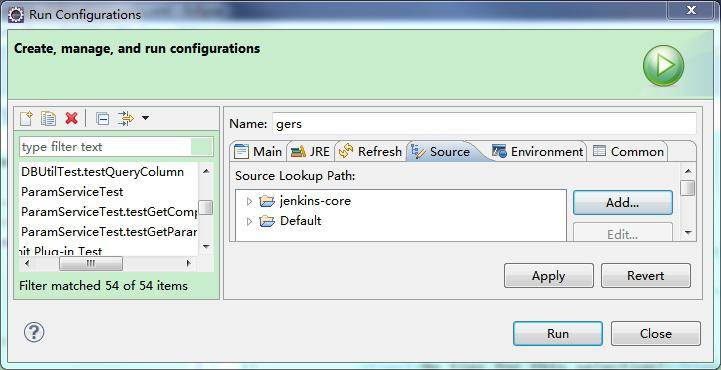 Run Configurations
Create, manage, and run configurations
type filter text
DBUtilTest.testQueryColumn
ParamServiceTest
ParamServiceTest.testGetComp
ParamServiceTest.testGetParan
nit Plug-in Test
Filter matched 54 of 54 items
Name: gers
Main JRE Refresh Source Environment Common
Source Lookup Path:
jenkins-core
Default
Add...
Edit...
Apply Revert
Run Close